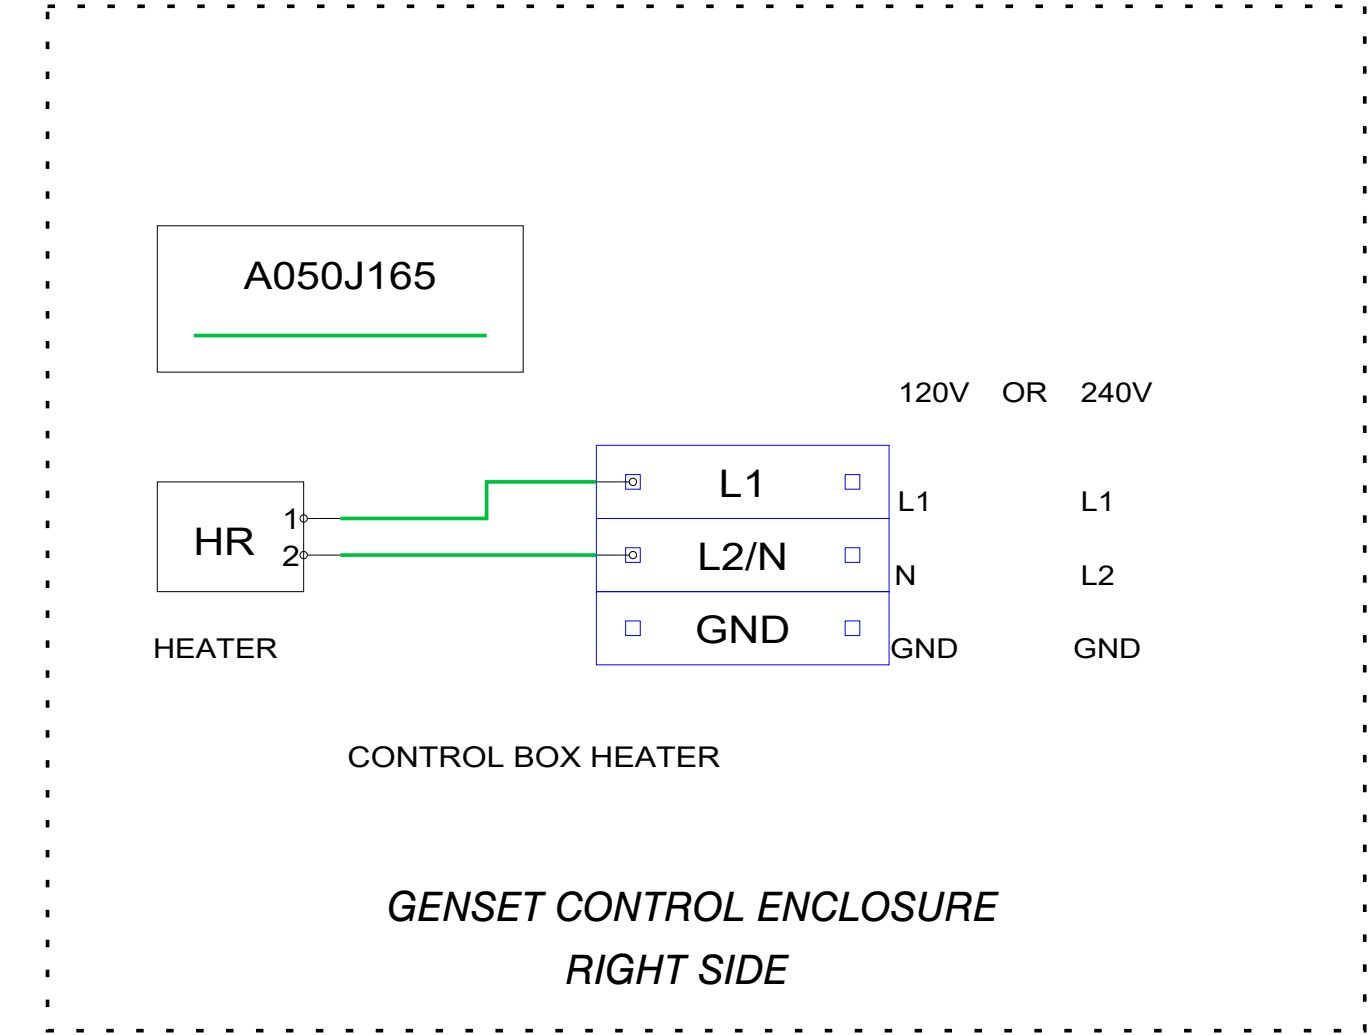 A050J165
120V OR 240V
L1 L1 L1
HR 1
2
L2/N N L2
HEATER GND GND GND
CONTROL BOX HEATER
GENSET CONTROL ENCLOSURE
RIGHT SIDE